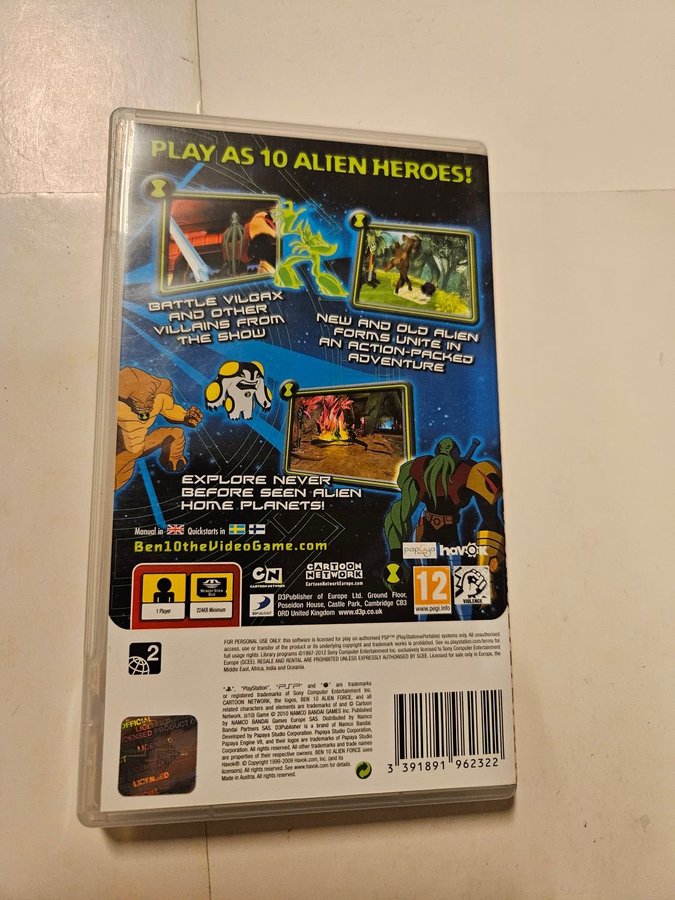 PLAY AS 10 ALIEN HEROES!
BATTLE VILGAX
AND OTHER
VILLAINS FROM
THE SHOW
NEW AND OLD ALIEN
FORMS UNITE IN
AN ACTION-PACKED
ADVENTURE
EXPLORE NEVER
BEFORE SEEN ALIEN
HOME PLANETS!
Manual in Quickstarts in
Ben10theVideoGame.com
papaya
havok
1 Player
224KB Minimum
CN
CARTOON NETWORK
CARTOON
NETWORK
CartoonNetworkEurope.com
D3PUBLISHER
D3Publisher of Europe Ltd. Ground Floor,
Poseidon House, Castle Park, Cambridge CB3
0RD United Kingdom www.d3p.co.uk
12
www.pegi.info
VIOLENCE
2
FOR PERSONAL USE ONLY: this software is licensed for play on authorised PSP™ (PlayStation®Portable) systems only. All unauthorised
access, use or transfer of the product or its underlying copyright and trademark works is prohibited. See eu.playstation.com/terms for
full usage rights. Library programs ©1997-2012 Sony Computer Entertainment Inc. exclusively licensed to Sony Computer Entertainment
Europe (SCEE). RESALE AND RENTAL ARE PROHIBITED UNLESS EXPRESSLY AUTHORISED BY SCEE. Licensed for sale only in Europe, the
Middle East, Africa, India and Oceania.
" ", "PlayStation", "PSP" and " " are trademarks
or registered trademarks of Sony Computer Entertainment Inc.
CARTOON NETWORK, the logos, BEN 10 ALIEN FORCE, and all
related characters and elements are trademarks of and © Cartoon
Network. (s10) Game © 2010 NAMCO BANDAI GAMES Inc. Published
by NAMCO BANDAI Games Europe SAS. Distributed by Namco
Bandai Partners SAS. D3Publisher is a brand of Namco Bandai.
Developed by Papaya Studio Corporation. Papaya Studio Corporation,
Papaya Engine V6, and their logos are trademarks of Papaya Studio
Corporation. All rights reserved. All other trademarks and trade names
are properties of their respective owners. BEN 10 ALIEN FORCE uses
Havok® © Copyright 1999-2009 Havok.com, Inc. (and its
licensors). All rights reserved. See www.havok.com for details.
Made in Austria. All rights reserved.
OFFICIAL
LICENSED PRODUCT
LICENSED
3 391891 962322